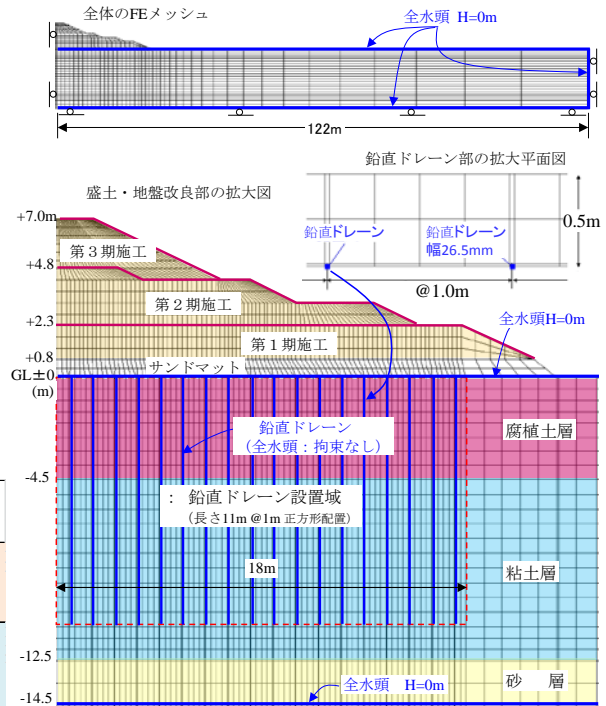 全体のFEメッシュ
全水頭 H=0m
122m
鉛直ドレーン部の拡大平面図
盛土・地盤改良部の拡大図
+7.0m
鉛直ドレーン
鉛直ドレーン
幅26.5mm
0.5m
第3期施工
+4.8
@1.0m
第2期施工
全水頭H=0m
+2.3
第1期施工
+0.8
サンドマット
GL±0
(m)
鉛直ドレーン
(全水頭：拘束なし)
腐植土層
-4.5
： 鉛直ドレーン設置域
(長さ11m @1m 正方形配置)
18m
粘土層
-12.5
全水頭 H=0m
砂 層
-14.5